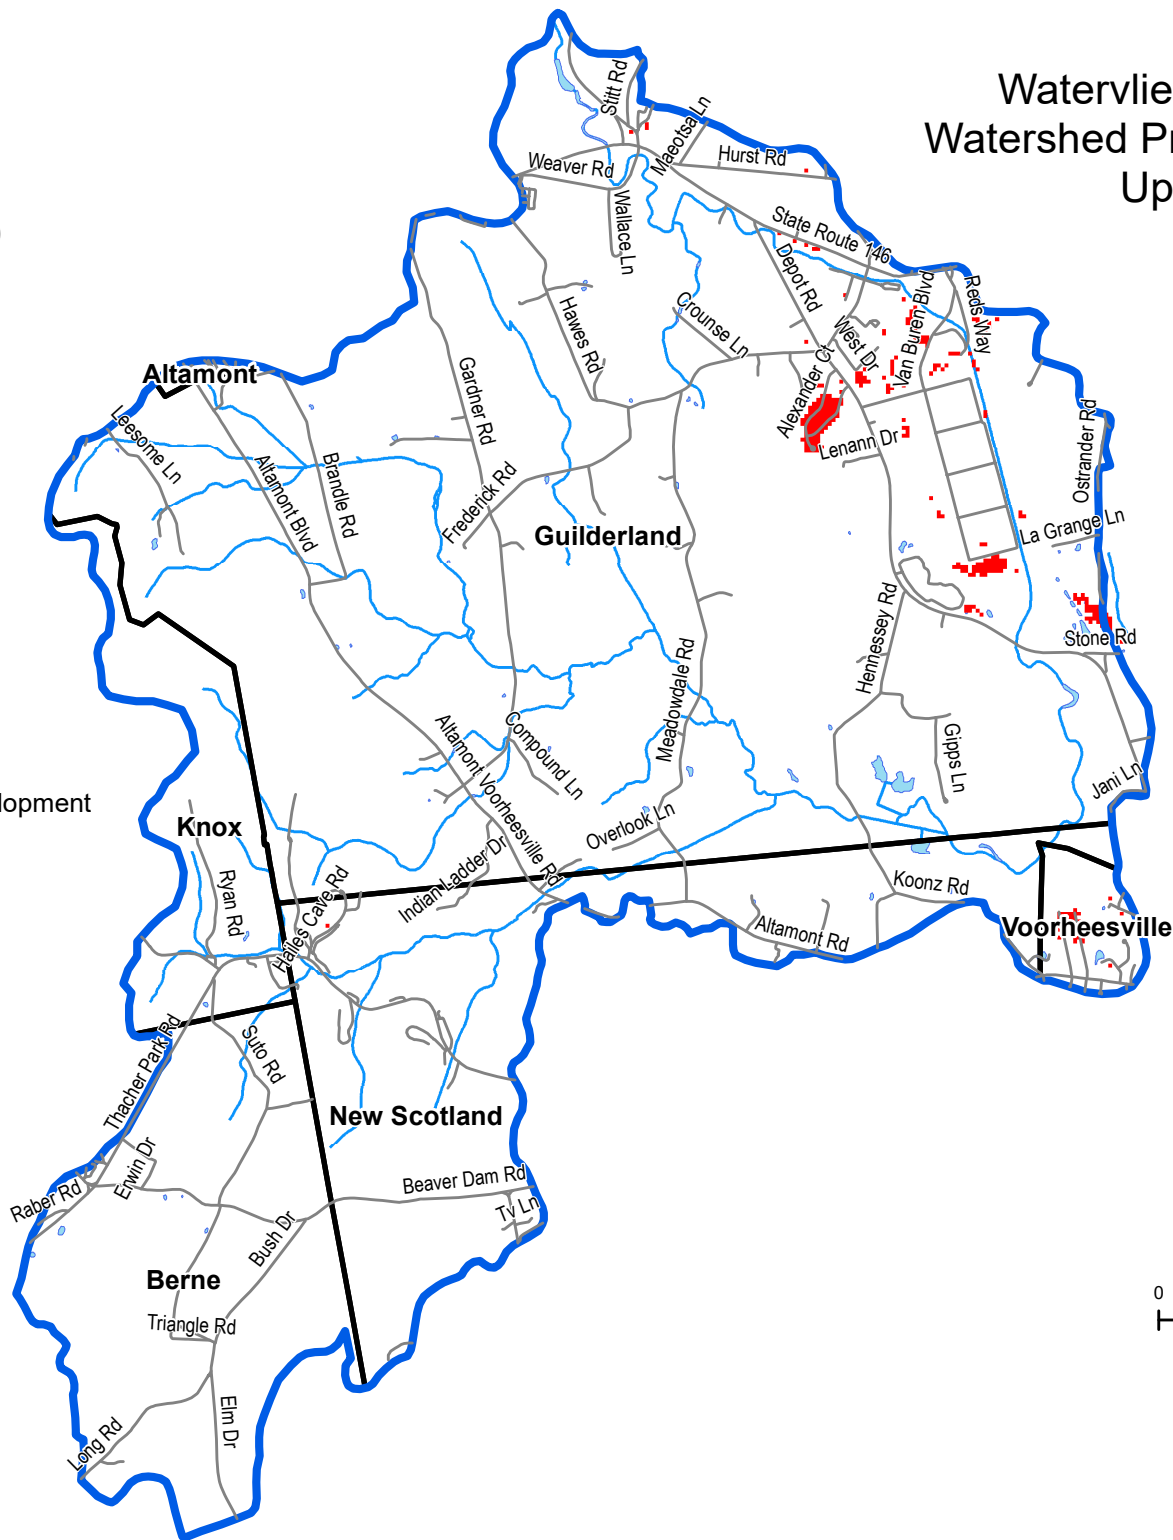 Watervlie
Watershed Pr
Up
)
Stitt Rd
Maeotsa Ln
Hurst Rd
Weaver Rd
Wallace Ln
State Route 146
Depot Rd
Reds Way
Van Buren Blvd
Crounse Ln
Hawes Rd
West Dr
Gardner Rd
Altamont
Alexander Ct
Leesome Ln
Lenann Dr
Ostrander Rd
Altamont Blvd
Brandle Rd
Frederick Rd
Guilderland
La Grange Ln
Hennessey Rd
Stone Rd
Meadowdale Rd
Altamont Voorheesville Rd
Compound Ln
Gipps Ln
Jani Ln
lopment
Knox
Overlook Ln
Indian Ladder Dr
Ryan Rd
Hailes Cave Rd
Koonz Rd
Altamont Rd
Voorheesville
Thacher Park Rd
Suto Rd
New Scotland
Erwin Dr
Beaver Dam Rd
Raber Rd
Tv Ln
Bush Dr
Berne
0
Triangle Rd
Elm Dr
Long Rd